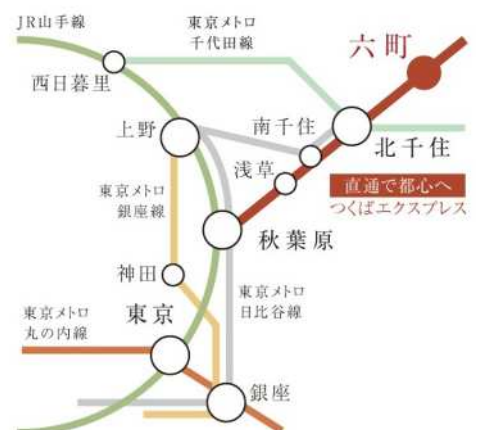 JR山手線
東京メトロ
千代田線
六町
西日暮里
上野
南千住
北千住
浅草
直通で都心へ
つくばエクスプレス
東京メトロ
銀座線
秋葉原
神田
東京メトロ
日比谷線
東京メトロ
丸の内線
東京
銀座